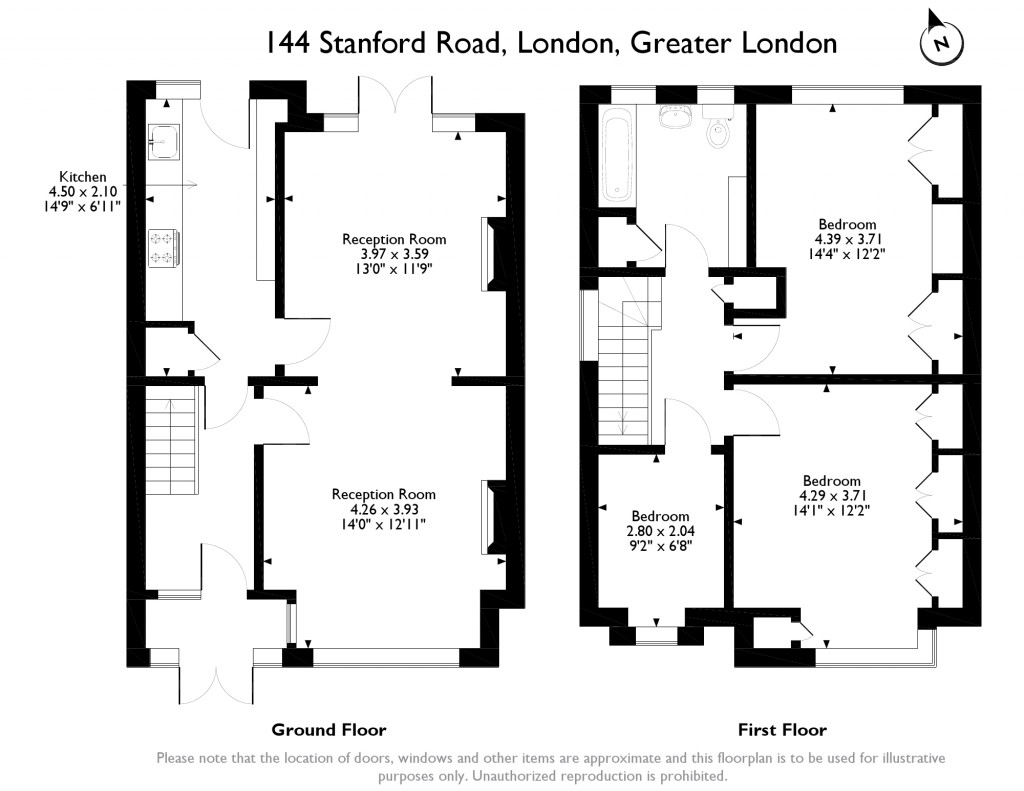 144 Stanford Road, London, Greater London
N
Kitchen
4.50 x 2.10
14'9" x 6'11"
Reception Room
3.97 x 3.59
13'0" x 11'9"
Reception Room
4.26 x 3.93
14'0" x 12'11"
Bedroom
4.39 x 3.71
14'4" x 12'2"
Bedroom
4.29 x 3.71
14'1" x 12'2"
Bedroom
2.80 x 2.04
9'2" x 6'8"
Ground Floor
First Floor
Please note that the location of doors, windows and other items are approximate and this floorplan is to be used for illustrative
purposes only. Unauthorized reproduction is prohibited.